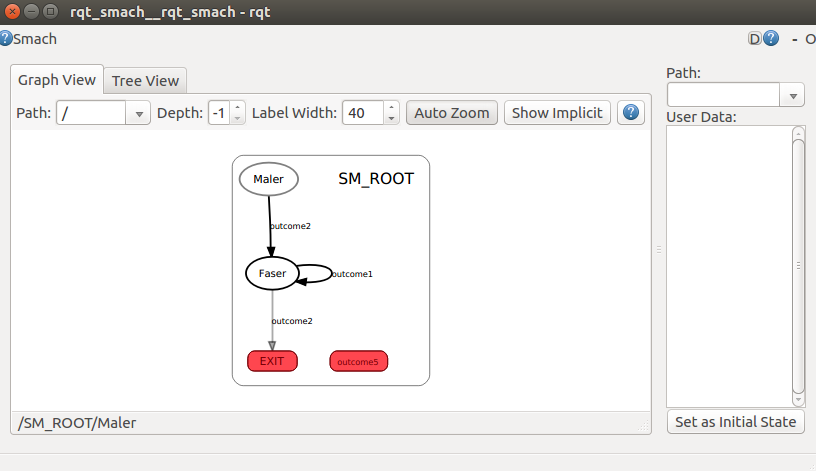 rqt_smach__rqt_smach - rqt
Smach
D ? - O
Graph View Tree View
Path: / Depth: -1 Label Width: 40 Auto Zoom Show Implicit ?
Maler SM_ROOT
outcome2
Faser outcome1
outcome2
EXIT outcome5
/SM_ROOT/Maler
Path:
User Data:
Set as Initial State